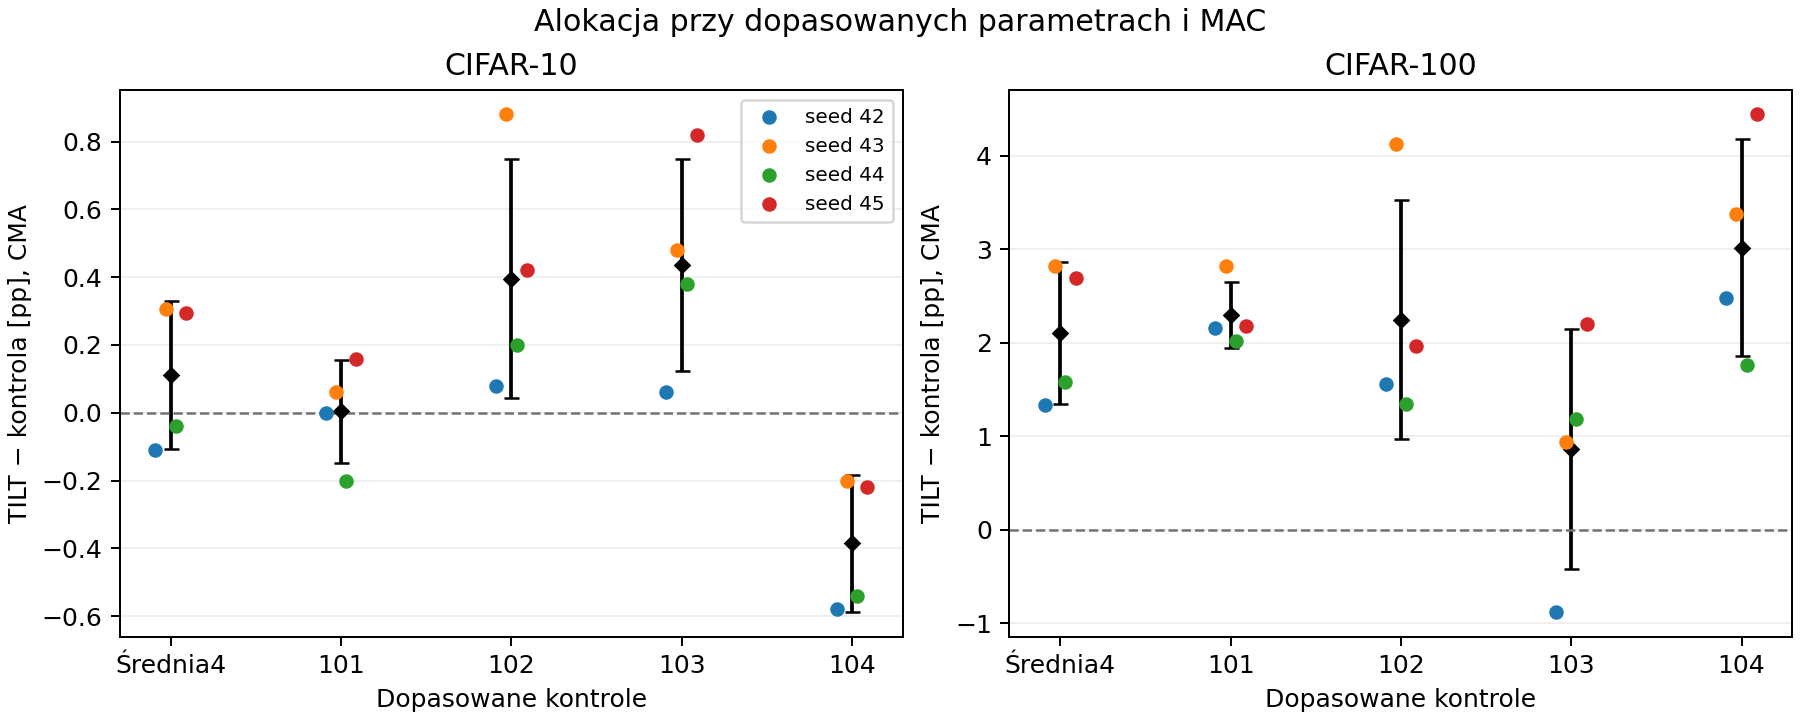 Alokacja przy dopasowanych parametrach i MAC
CIFAR-10
TILT − kontrola [pp], CMA
0.8
0.6
0.4
0.2
0.0
−0.2
−0.4
−0.6
seed 42
seed 43
seed 44
seed 45
Średnia4 101 102 103 104
Dopasowane kontrole
CIFAR-100
TILT − kontrola [pp], CMA
4
3
2
1
0
−1
Średnia4 101 102 103 104
Dopasowane kontrole